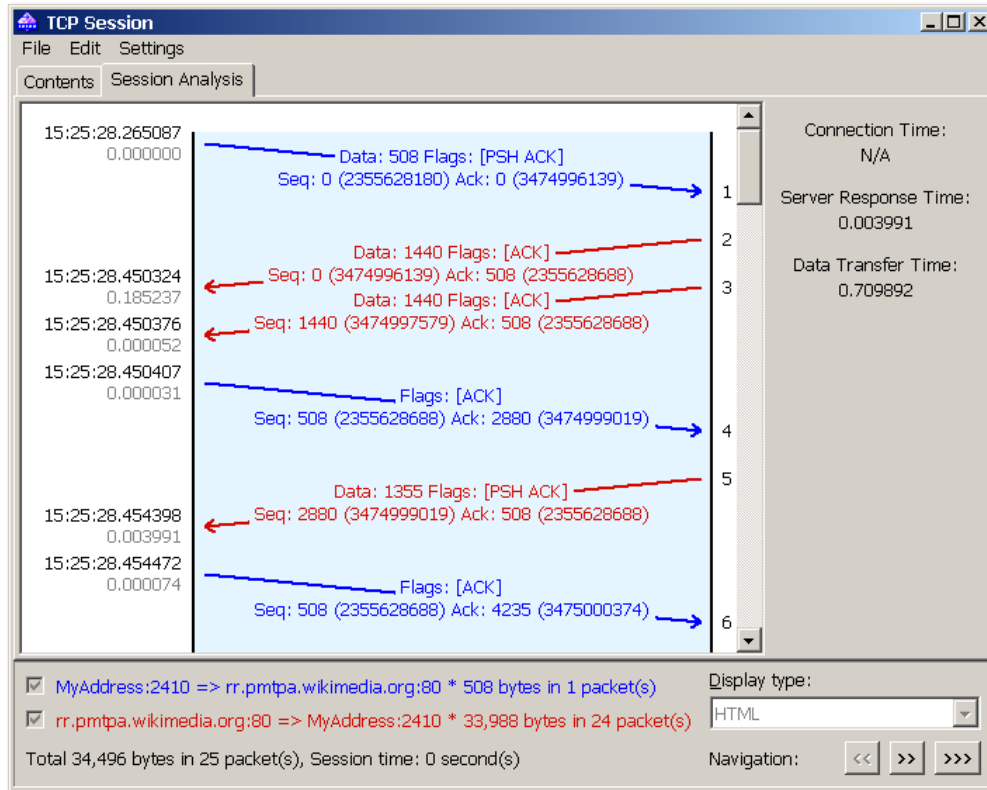 TCP Session
File Edit Settings
Contents Session Analysis
15:25:28.265087
0.000000
Data: 508 Flags: [PSH ACK]
Seq: 0 (2355628180) Ack: 0 (3474996139)
1
2
Data: 1440 Flags: [ACK]
15:25:28.450324
Seq: 0 (3474996139) Ack: 508 (2355628688)
0.185237
3
Data: 1440 Flags: [ACK]
15:25:28.450376
Seq: 1440 (3474997579) Ack: 508 (2355628688)
0.000052
15:25:28.450407
0.000031
Flags: [ACK]
Seq: 508 (2355628688) Ack: 2880 (3474999019)
4
5
Data: 1355 Flags: [PSH ACK]
15:25:28.454398
Seq: 2880 (3474999019) Ack: 508 (2355628688)
0.003991
15:25:28.454472
0.000074
Flags: [ACK]
Seq: 508 (2355628688) Ack: 4235 (3475000374)
6
Connection Time:
N/A
Server Response Time:
0.003991
Data Transfer Time:
0.709892
MyAddress:2410 => rr.pmtpa.wikimedia.org:80 * 508 bytes in 1 packet(s)
rr.pmtpa.wikimedia.org:80 => MyAddress:2410 * 33,988 bytes in 24 packet(s)
Total 34,496 bytes in 25 packet(s), Session time: 0 second(s)
Display type:
HTML
Navigation: << >> >>>